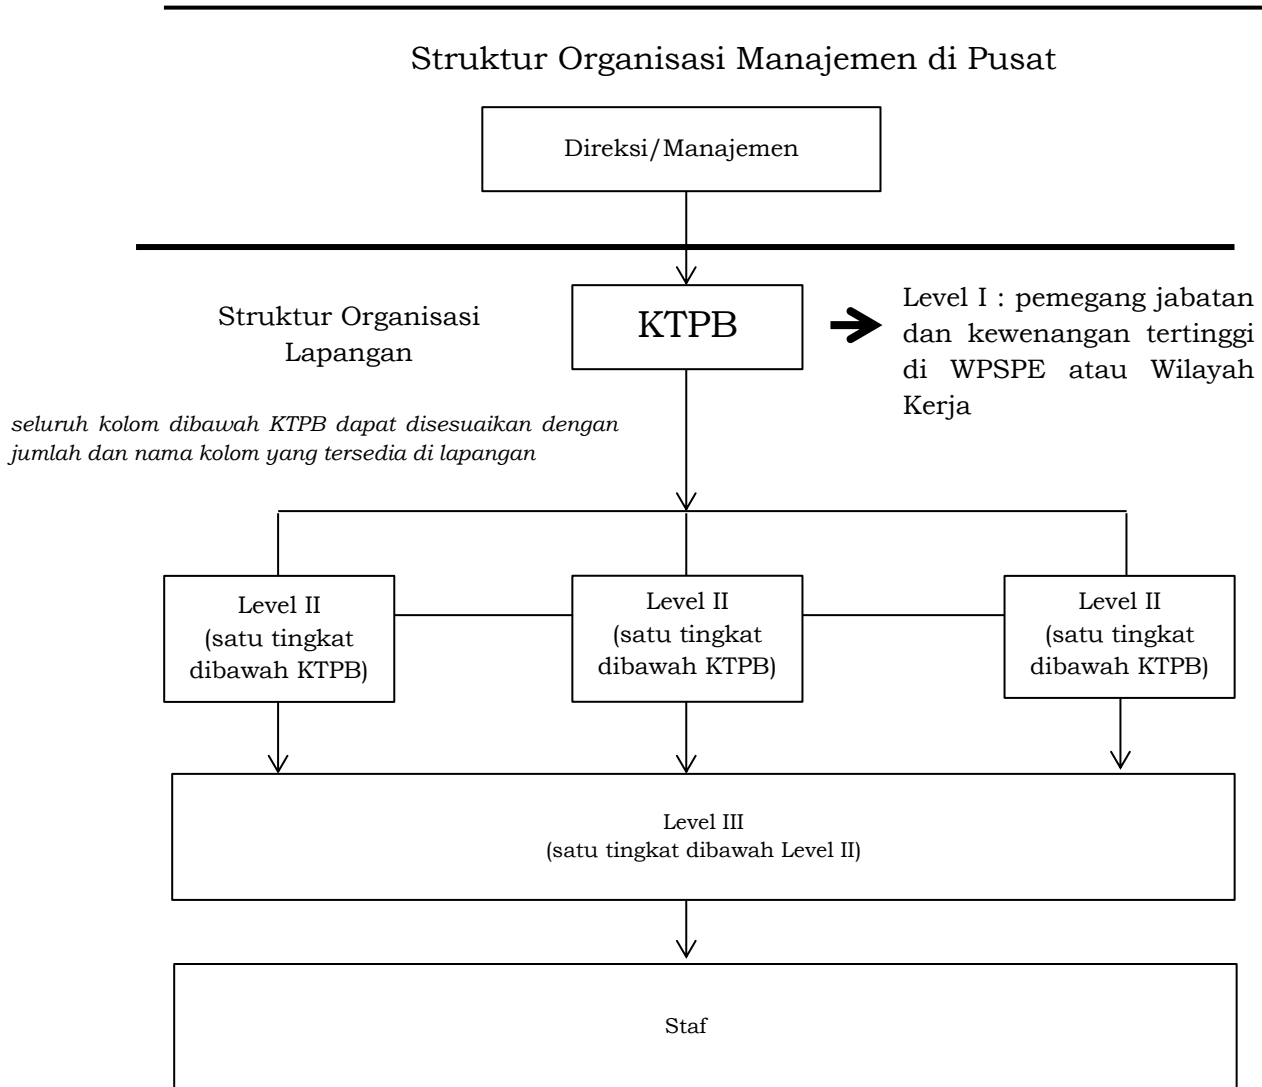 Struktur Organisasi Manajemen di Pusat
Direksi/Manajemen
Struktur Organisasi
Lapangan
KTPB
Level I : pemegang jabatan
dan kewenangan tertinggi
di WPSPE atau Wilayah
Kerja
seluruh kolom dibawah KTPB dapat disesuaikan dengan
jumlah dan nama kolom yang tersedia di lapangan
Level II
(satu tingkat
dibawah KTPB)
Level II
(satu tingkat
dibawah KTPB)
Level II
(satu tingkat
dibawah KTPB)
Level III
(satu tingkat dibawah Level II)
Staf